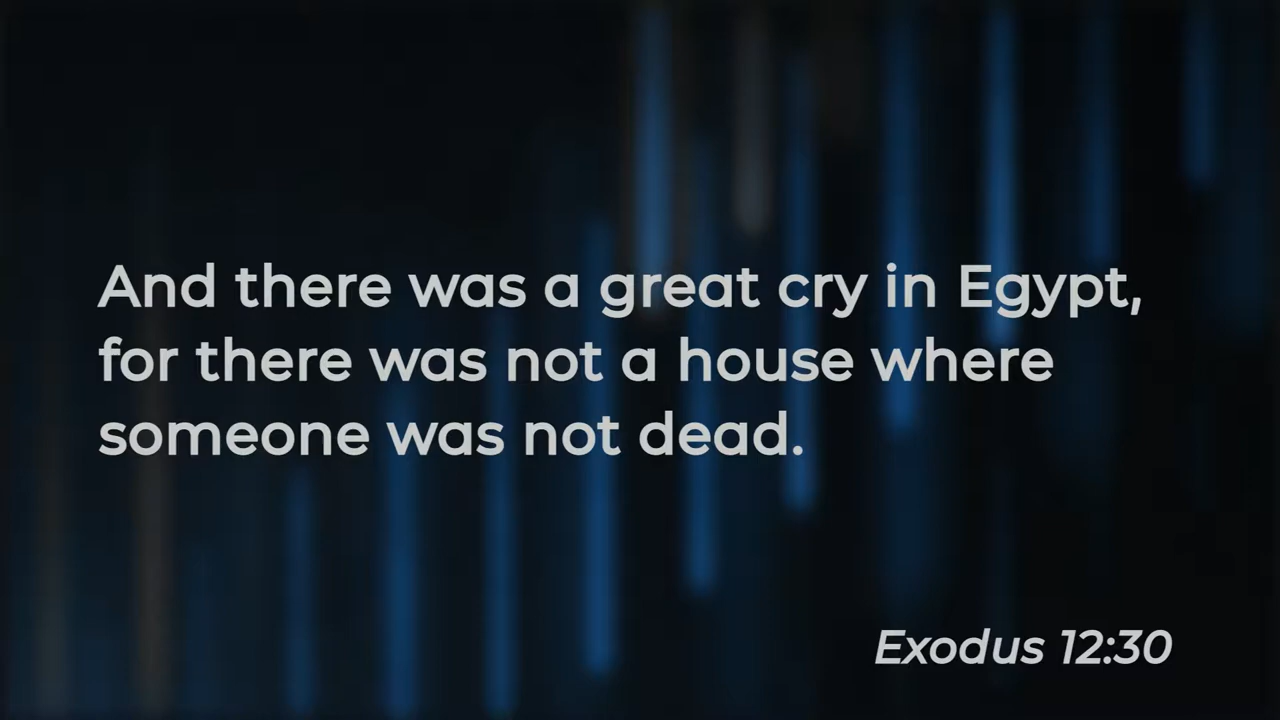 And there was a great cry in Egypt,
for there was not a house where
someone was not dead.
Exodus 12:30